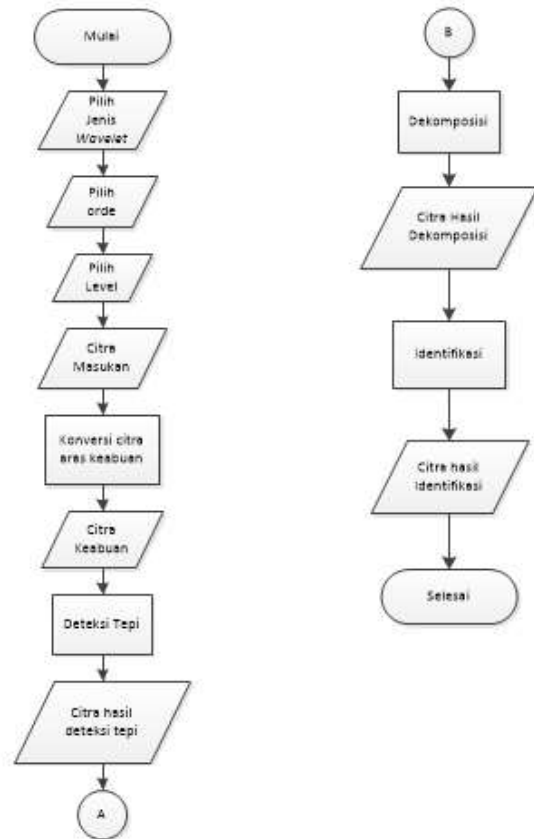 Mulai
Pilih
Jenis
Wavelet
Pilih
orde
Pilih
Level
Citra
Masukan
Konversi citra
aras keabuan
Citra
Keabuan
Deteksi Tepi
Citra hasil
deteksi tepi
A
B
Dekomposisi
Citra Hasil
Dekomposisi
Identifikasi
Citra hasil
Identifikasi
Selesai